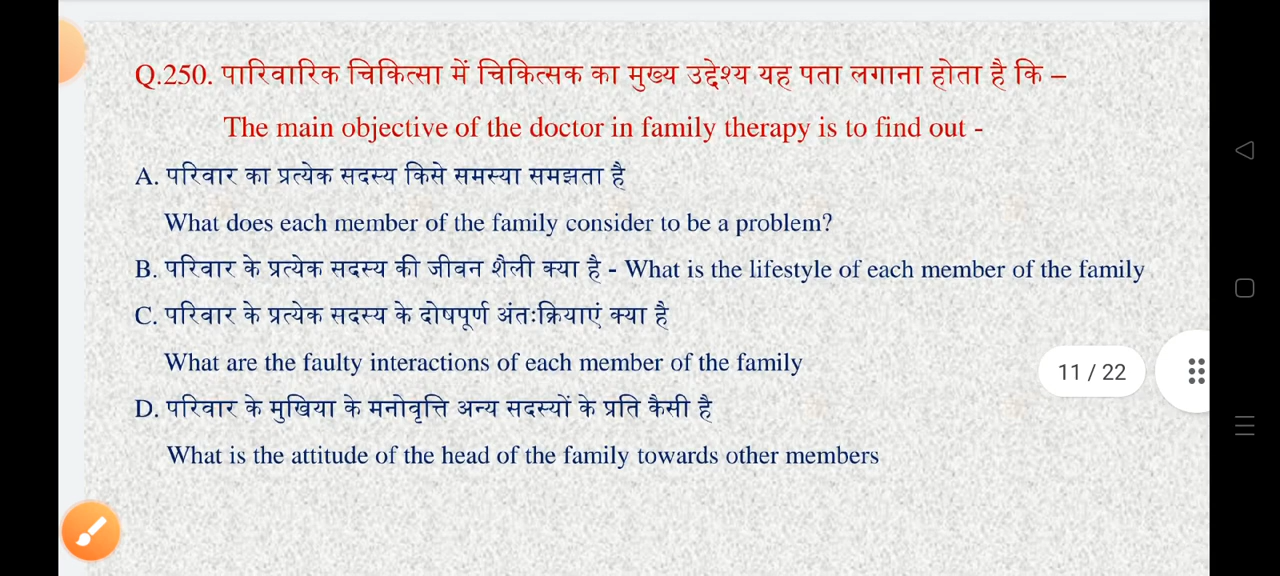 Q.250. पारिवारिक चिकित्सा में चिकित्सक का मुख्य उद्देश्य यह पता लगाना होता है कि –
The main objective of the doctor in family therapy is to find out -
A. परिवार का प्रत्येक सदस्य किसे समस्या समझता है
What does each member of the family consider to be a problem?
B. परिवार के प्रत्येक सदस्य की जीवन शैली क्या है - What is the lifestyle of each member of the family
C. परिवार के प्रत्येक सदस्य के दोषपूर्ण अंतःक्रियाएं क्या है
What are the faulty interactions of each member of the family
11 / 22
D. परिवार के मुखिया के मनोवृत्ति अन्य सदस्यों के प्रति कैसी है
What is the attitude of the head of the family towards other members